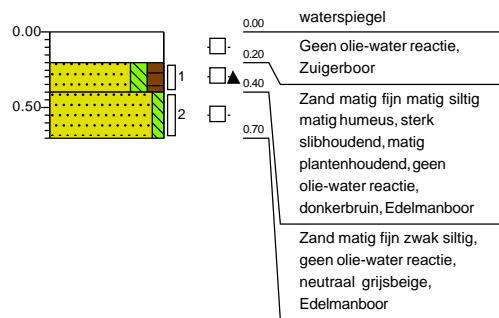 0.00
0.50
1
2
0.00
0.20
0.40
0.70
waterspiegel
Geen olie-water reactie,
Zuigerboor
Zand matig fijn matig siltig
matig humeus, sterk
slibhoudend, matig
plantenhoudend, geen
olie-water reactie,
donkerbruin, Edelmanboor
Zand matig fijn zwak siltig,
geen olie-water reactie,
neutraal grijsbeige,
Edelmanboor